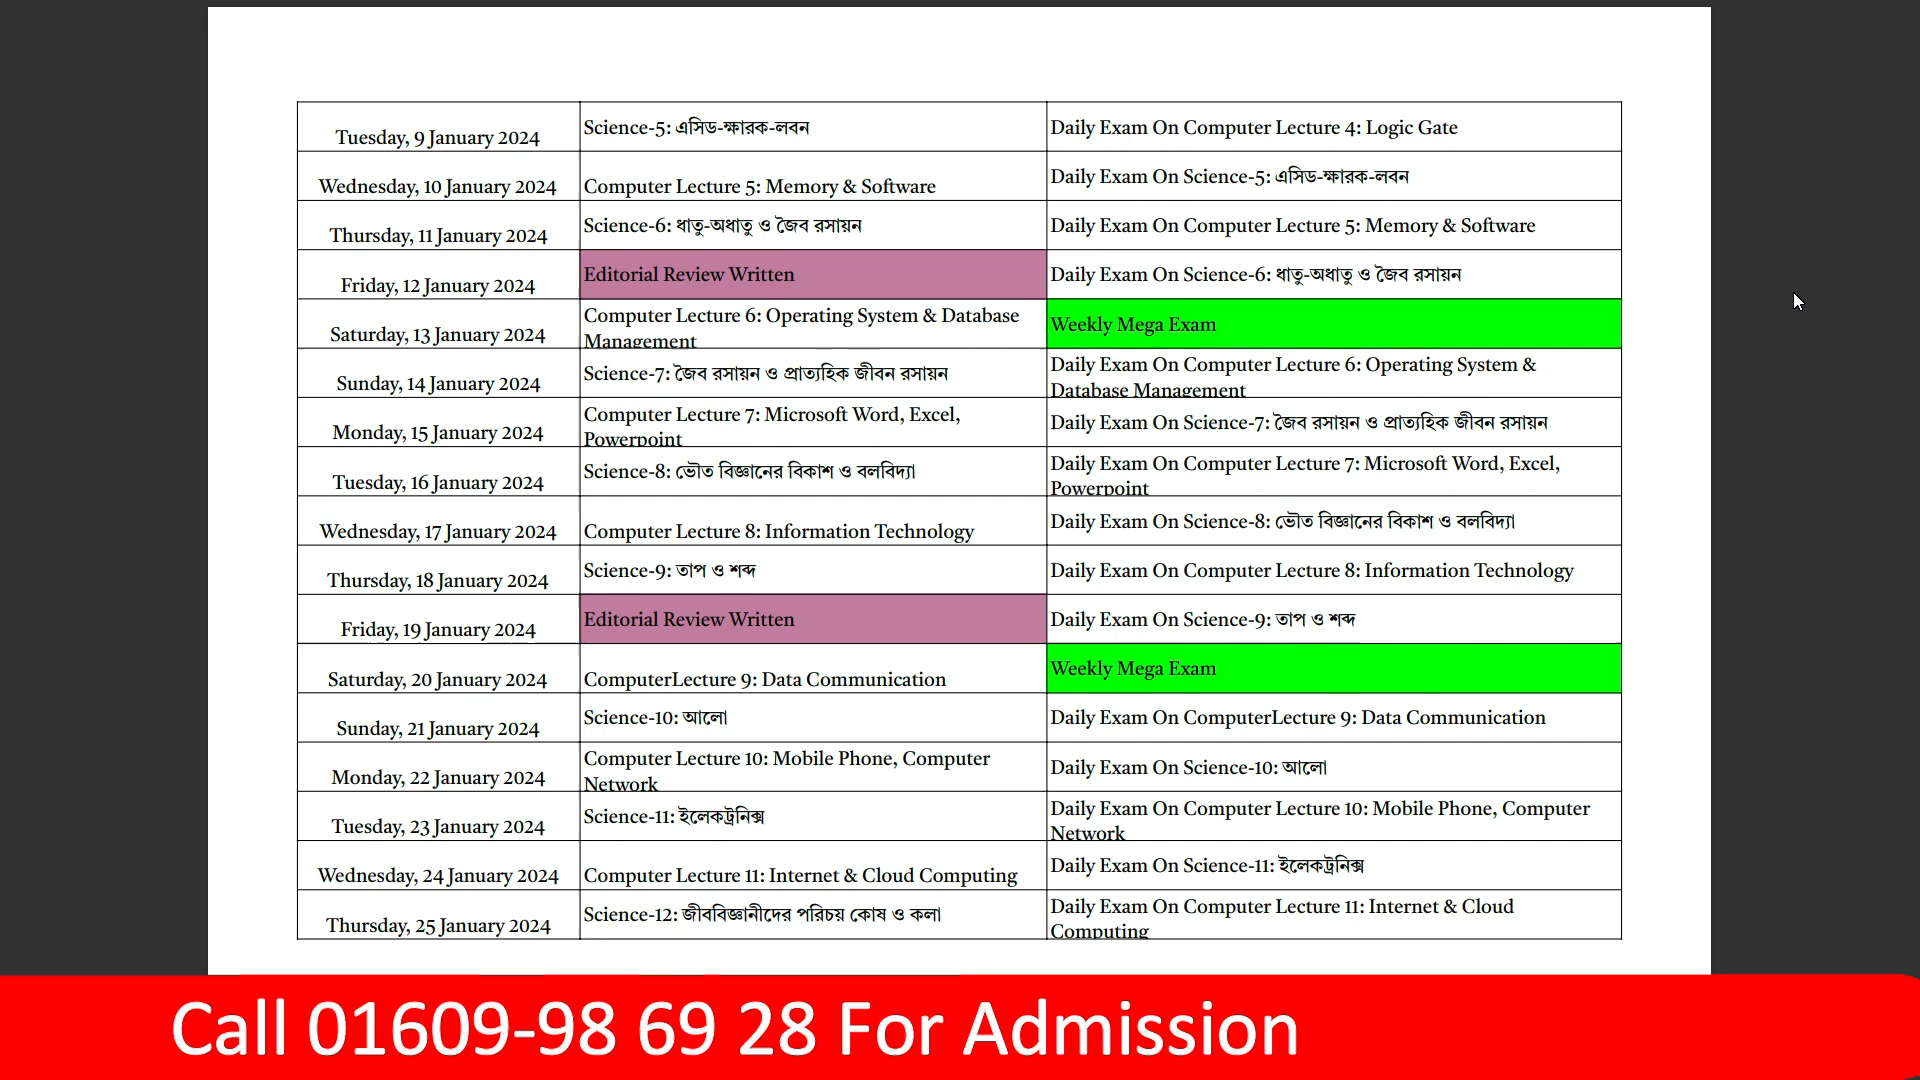 Tuesday, 9 January 2024 Science-5: এসিড-ক্ষারক-লবন Daily Exam On Computer Lecture 4: Logic Gate
Wednesday, 10 January 2024 Computer Lecture 5: Memory & Software Daily Exam On Science-5: এসিড-ক্ষারক-লবন
Thursday, 11 January 2024 Science-6: ধাতু-অধাতু ও জৈব রসায়ন Daily Exam On Computer Lecture 5: Memory & Software
Friday, 12 January 2024 Editorial Review Written Daily Exam On Science-6: ধাতু-অধাতু ও জৈব রসায়ন
Saturday, 13 January 2024 Computer Lecture 6: Operating System & Database
Management Weekly Mega Exam
Sunday, 14 January 2024 Science-7: জৈব রসায়ন ও প্রাত্যহিক জীবন রসায়ন Daily Exam On Computer Lecture 6: Operating System &
Database Management
Monday, 15 January 2024 Computer Lecture 7: Microsoft Word, Excel,
Powerpoint Daily Exam On Science-7: জৈব রসায়ন ও প্রাত্যহিক জীবন রসায়ন
Tuesday, 16 January 2024 Science-8: ভৌত বিজ্ঞানের বিকাশ ও বলবিদ্যা Daily Exam On Computer Lecture 7: Microsoft Word, Excel,
Powerpoint
Wednesday, 17 January 2024 Computer Lecture 8: Information Technology Daily Exam On Science-8: ভৌত বিজ্ঞানের বিকাশ ও বলবিদ্যা
Thursday, 18 January 2024 Science-9: তাপ ও শব্দ Daily Exam On Computer Lecture 8: Information Technology
Friday, 19 January 2024 Editorial Review Written Daily Exam On Science-9: তাপ ও শব্দ
Saturday, 20 January 2024 ComputerLecture 9: Data Communication Weekly Mega Exam
Sunday, 21 January 2024 Science-10: আলো Daily Exam On ComputerLecture 9: Data Communication
Monday, 22 January 2024 Computer Lecture 10: Mobile Phone, Computer
Network Daily Exam On Science-10: আলো
Tuesday, 23 January 2024 Science-11: ইলেকট্রনিক্স Daily Exam On Computer Lecture 10: Mobile Phone, Computer
Network
Wednesday, 24 January 2024 Computer Lecture 11: Internet & Cloud Computing Daily Exam On Science-11: ইলেকট্রনিক্স
Thursday, 25 January 2024 Science-12: জীববিজ্ঞানীদের পরিচয় কোষ ও কলা Daily Exam On Computer Lecture 11: Internet & Cloud
Computing
Call 01609-98 69 28 For Admission